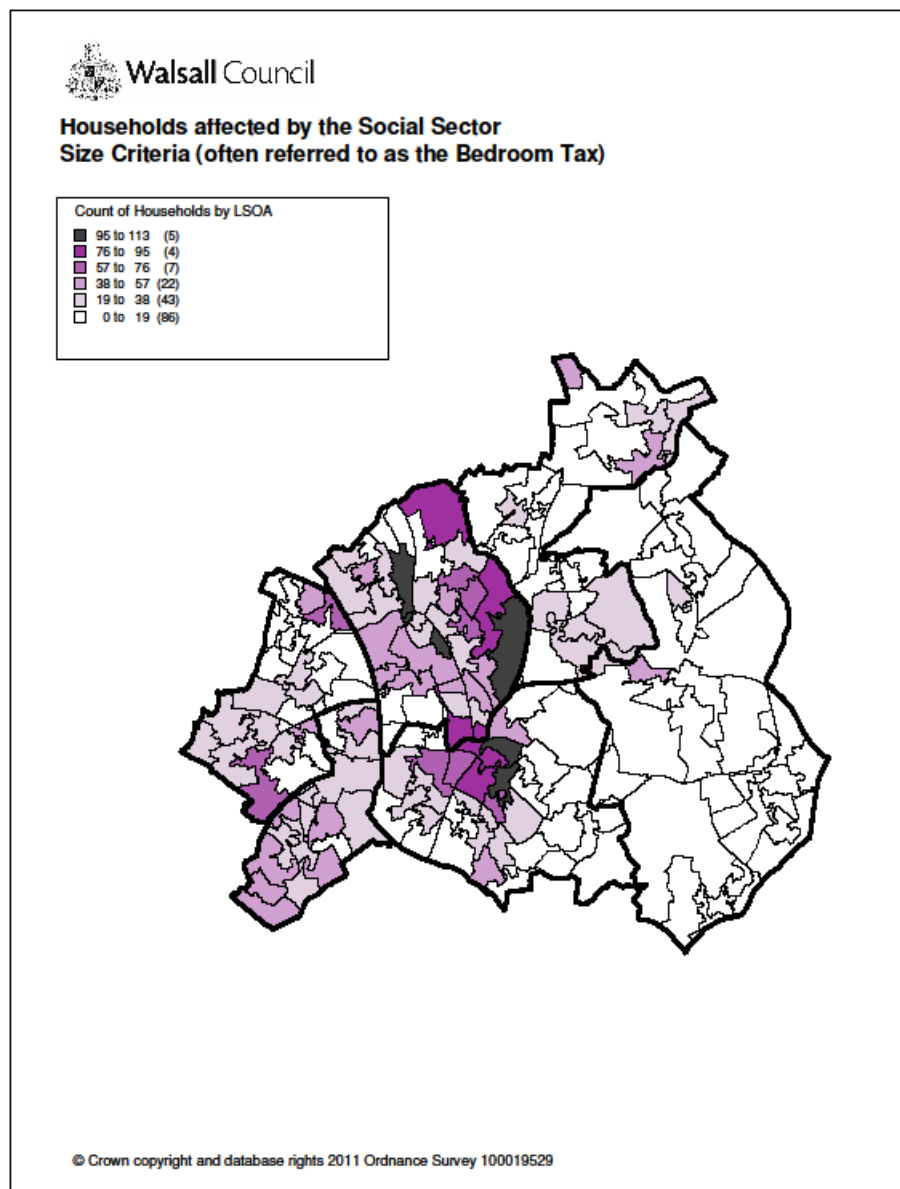 Walsall Council
Households affected by the Social Sector
Size Criteria (often referred to as the Bedroom Tax)
Count of Households by LSOA
95 to 113 (5)
76 to 95 (4)
57 to 76 (7)
38 to 57 (22)
19 to 38 (43)
0 to 19 (86)
© Crown copyright and database rights 2011 Ordnance Survey 100019529